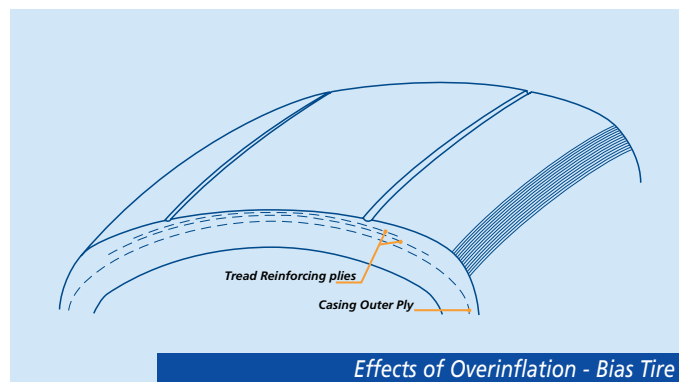 Tread Reinforcing plies
Casing Outer Ply
Effects of Overinflation - Bias Tire